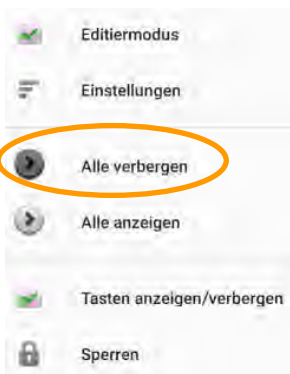 Editiermodus
Einstellungen
Alle verbergen
Alle anzeigen
Tasten anzeigen/verbergen
Sperren